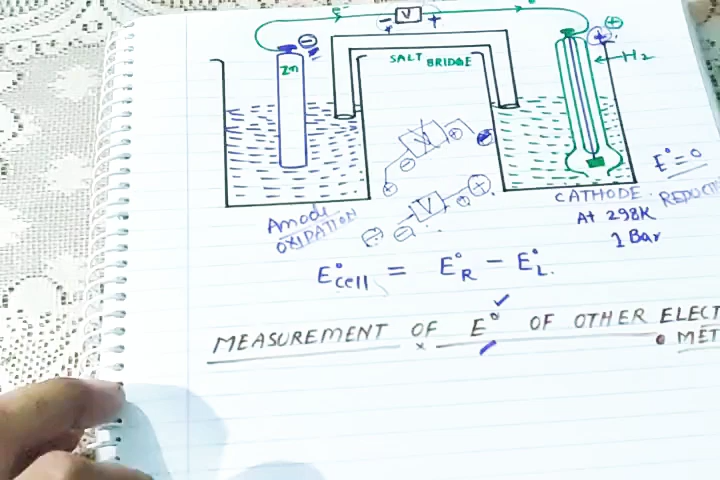 e
- V +
Zn
-
SALT BRIDGE
+
+
H2
V
+
-
V
+
-
Anode
OXIDATION
E° = 0
CATHODE.
At 298K
1 Bar
E°cell = E°R - E°L.
MEASUREMENT OF E° OF OTHER ELECT
MET